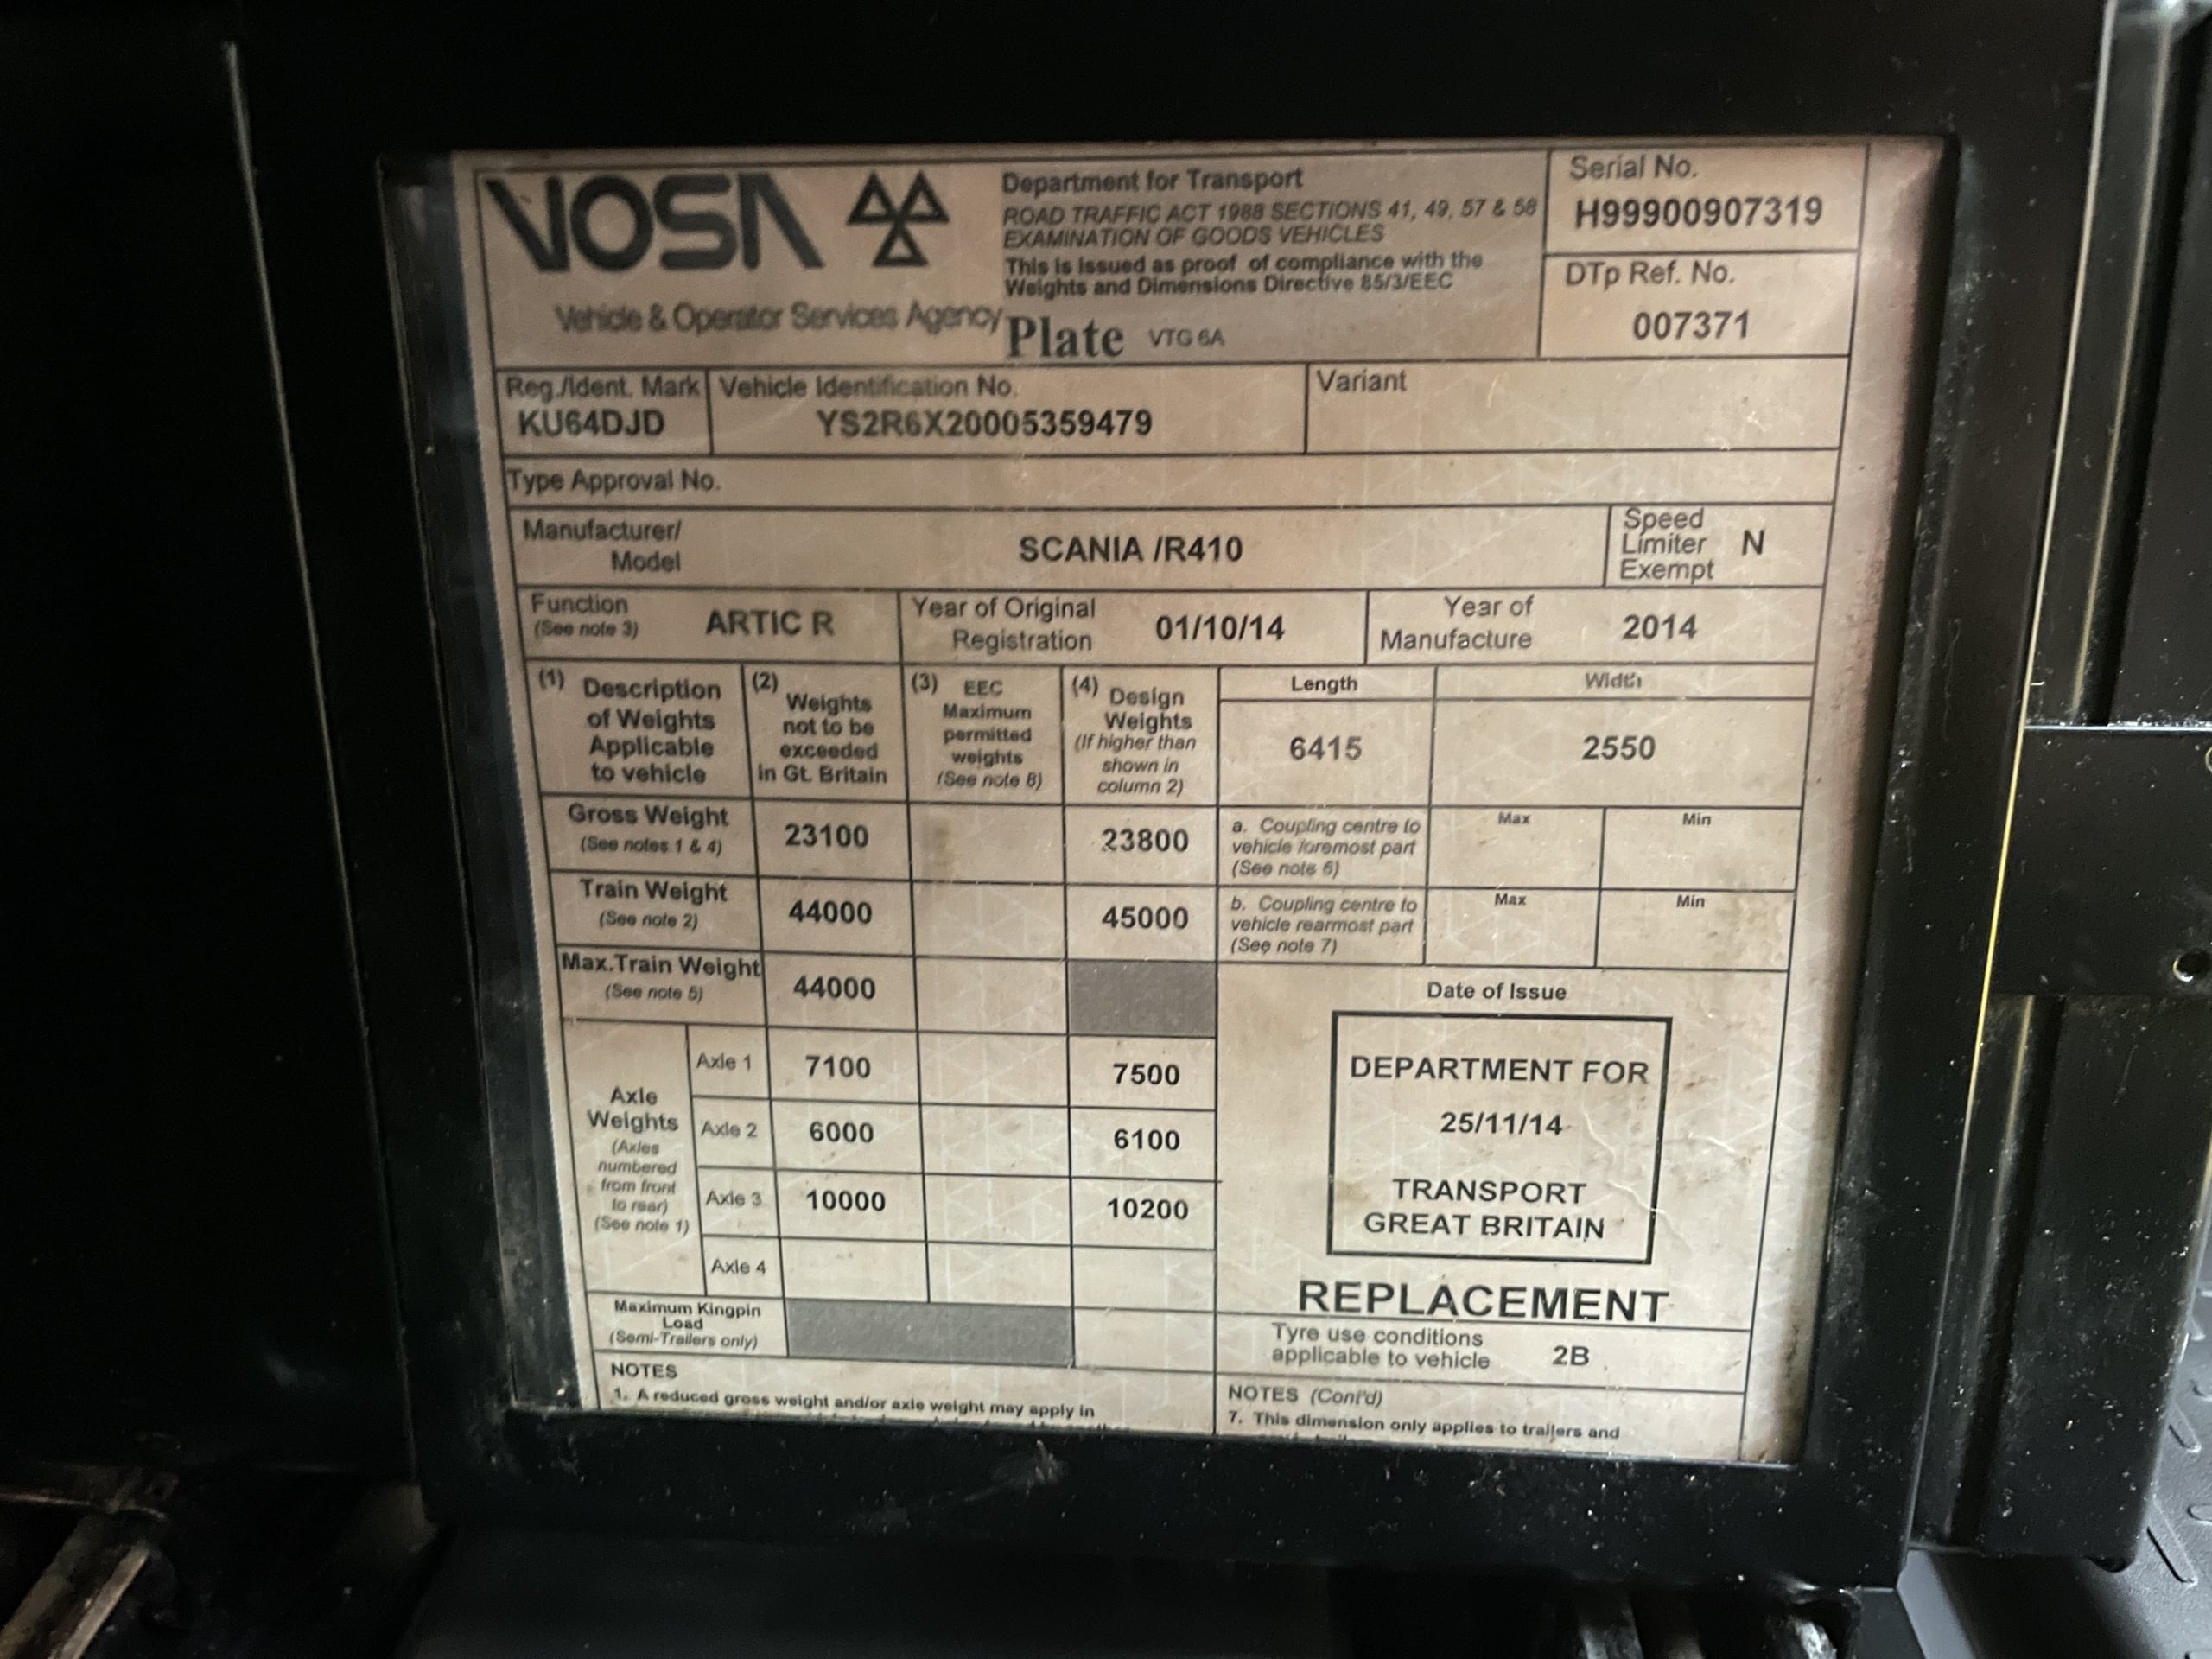 VOSA
Vehicle & Operator Services Agency
Department for Transport
ROAD TRAFFIC ACT 1988 SECTIONS 41, 49, 57 & 58
EXAMINATION OF GOODS VEHICLES
This is issued as proof of compliance with the
Weights and Dimensions Directive 85/3/EEC
Plate VTG 6A
Serial No.
H99900907319
DTp Ref. No.
007371
Reg./Ident. Mark
KU64DJD
Vehicle Identification No.
YS2R6X20005359479
Variant
Type Approval No.
Manufacturer/
Model
SCANIA /R410
Speed
Limiter
Exempt
N
Function
(See note 3)
ARTIC R
Year of Original
Registration
01/10/14
Year of
Manufacture
2014
(1) Description
of Weights
Applicable
to vehicle
(2) Weights
not to be
exceeded
in Gt. Britain
(3) EEC
Maximum
permitted
weights
(See note 8)
(4) Design
Weights
(If higher than
shown in
column 2)
Length
6415
Width
2550
Gross Weight
(See notes 1 & 4)
23100
23800
a. Coupling centre to
vehicle foremost part
(See note 6)
Max
Min
Train Weight
(See note 2)
44000
45000
b. Coupling centre to
vehicle rearmost part
(See note 7)
Max
Min
Max.Train Weight
(See note 5)
44000
Axle
Weights
(Axles
numbered
from front
to rear)
(See note 1)
Axle 1
7100
7500
Axle 2
6000
6100
Axle 3
10000
10200
Axle 4
Maximum Kingpin
Load
(Semi-Trailers only)
Date of Issue
DEPARTMENT FOR
25/11/14
TRANSPORT
GREAT BRITAIN
REPLACEMENT
Tyre use conditions
applicable to vehicle
2B
NOTES
1. A reduced gross weight and/or axle weight may apply in
NOTES (Cont'd)
7. This dimension only applies to trailers and